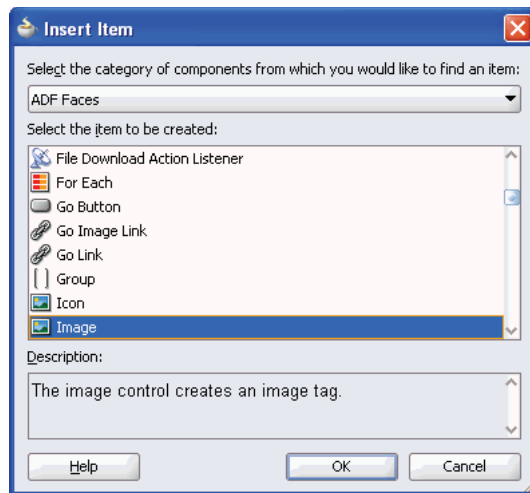 Insert Item
Select the category of components from which you would like to find an item:
ADF Faces
Select the item to be created:
File Download Action Listener
For Each
Go Button
Go Image Link
Go Link
Group
Icon
Image
Description:
The image control creates an image tag.
Help OK Cancel